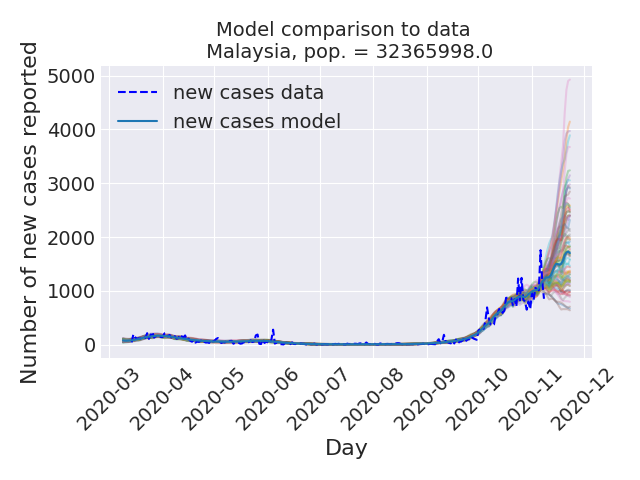 Model comparison to data
Malaysia, pop. = 32365998.0
Number of new cases reported
5000
4000
3000
2000
1000
0
new cases data
new cases model
2020-03
2020-04
2020-05
2020-06
2020-07
2020-08
2020-09
2020-10
2020-11
2020-12
Day